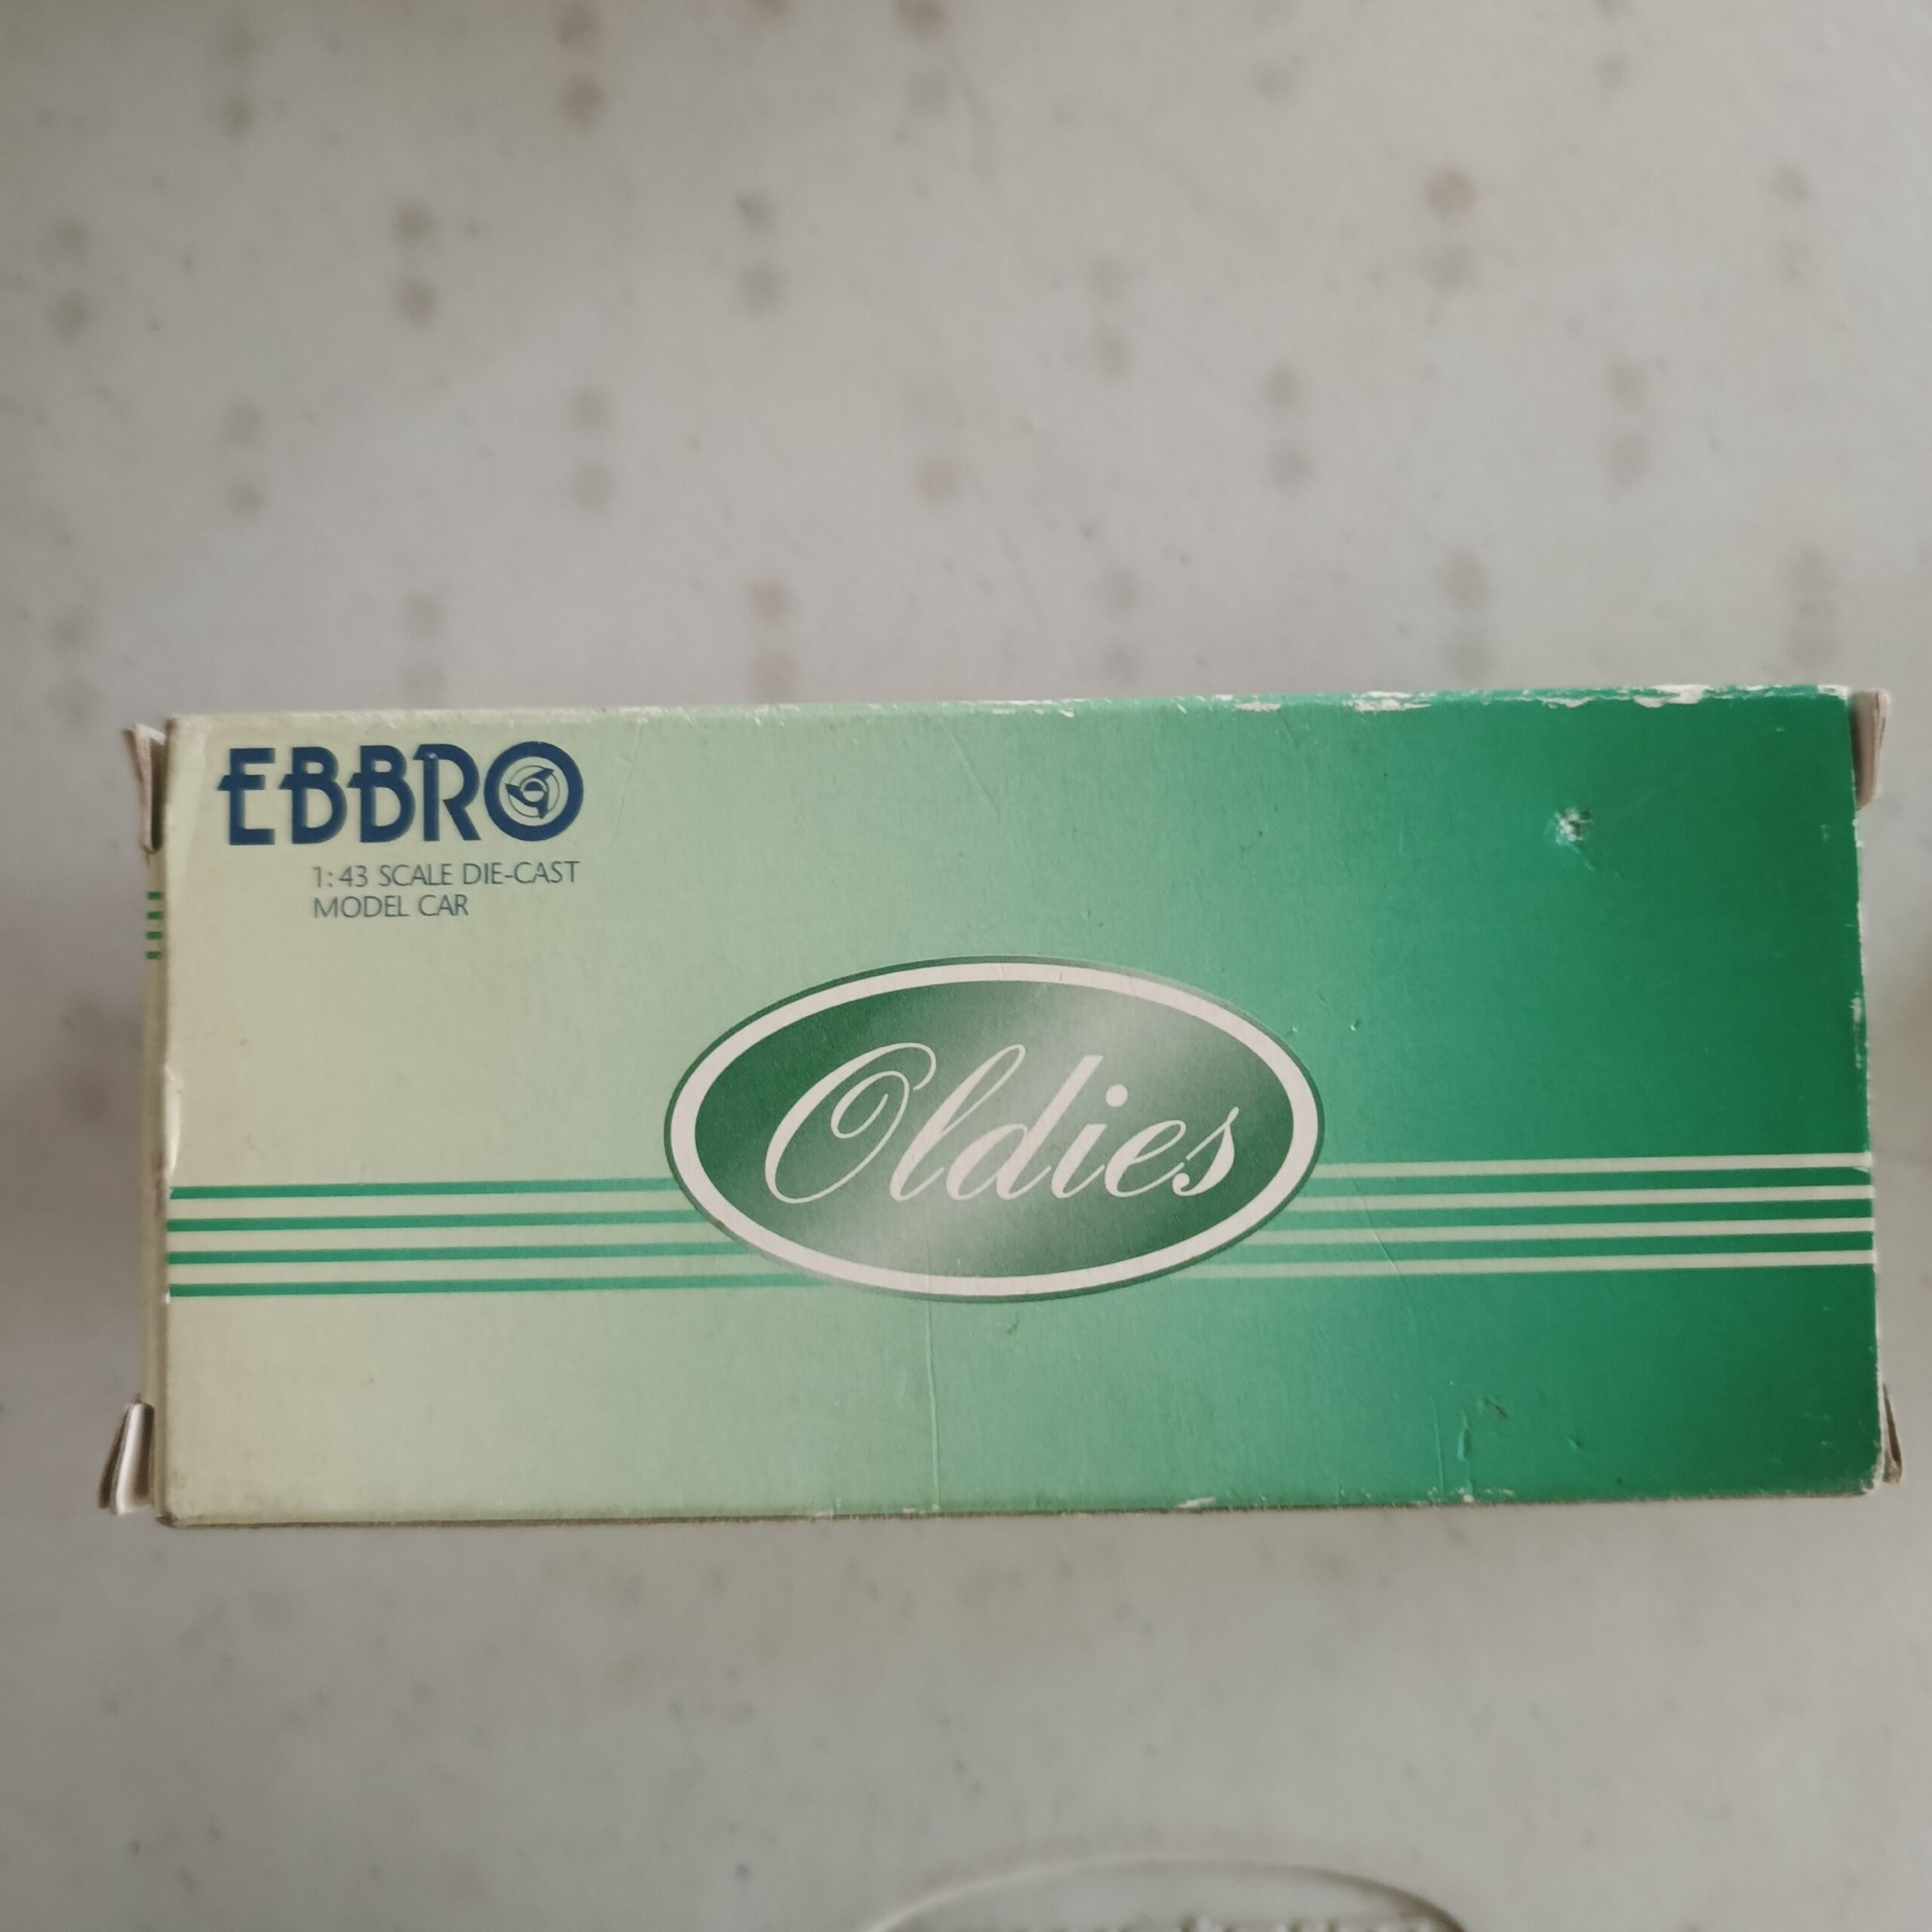 EBBRO
1:43 SCALE DIE-CAST
MODEL CAR
Oldies